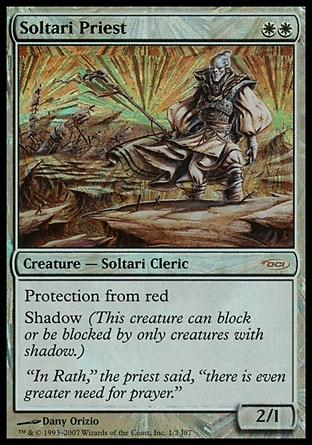 Soltari Priest
Creature — Soltari Cleric
DCI
Protection from red
Shadow (This creature can block
or be blocked by only creatures with
shadow.)
"In Rath," the priest said, "there is even
greater need for prayer."
2/1
Dany Orizio
™ & © 1993-2007 Wizards of the Coast, Inc. 1/2J07